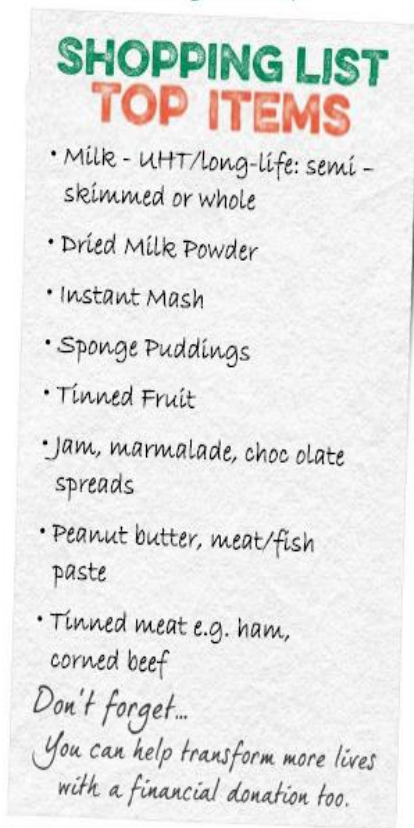 SHOPPING LIST
TOP ITEMS
• Milk - UHT/long-life: semi -
skimmed or whole
• Dried Milk Powder
• Instant Mash
• Sponge Puddings
• Tinned Fruit
• Jam, marmalade, choc olate
spreads
• Peanut butter, meat/fish
paste
• Tinned meat e.g. ham,
corned beef
Don't forget...
You can help transform more lives
with a financial donation too.